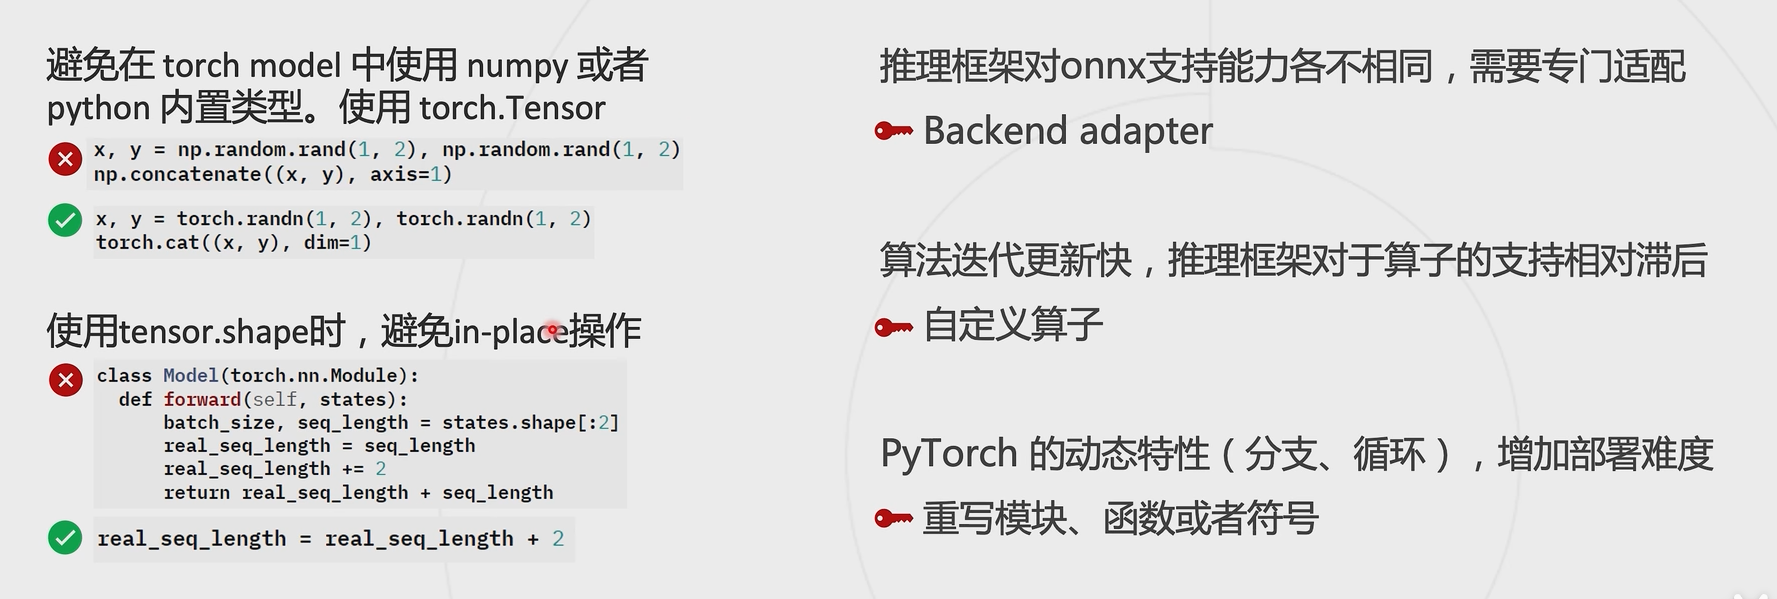 避免在 torch model 中使用 numpy 或者
python 内置类型。使用 torch.Tensor
x, y = np.random.rand(1, 2), np.random.rand(1, 2)
np.concatenate((x, y), axis=1)
x, y = torch.randn(1, 2), torch.randn(1, 2)
torch.cat((x, y), dim=1)
使用tensor.shape时，避免in-place操作
class Model(torch.nn.Module):
  def forward(self, states):
      batch_size, seq_length = states.shape[:2]
      real_seq_length = seq_length
      real_seq_length += 2
      return real_seq_length + seq_length
real_seq_length = real_seq_length + 2
推理框架对onnx支持能力各不相同，需要专门适配
Backend adapter
算法迭代更新快，推理框架对于算子的支持相对滞后
自定义算子
PyTorch 的动态特性（分支、循环），增加部署难度
重写模块、函数或者符号